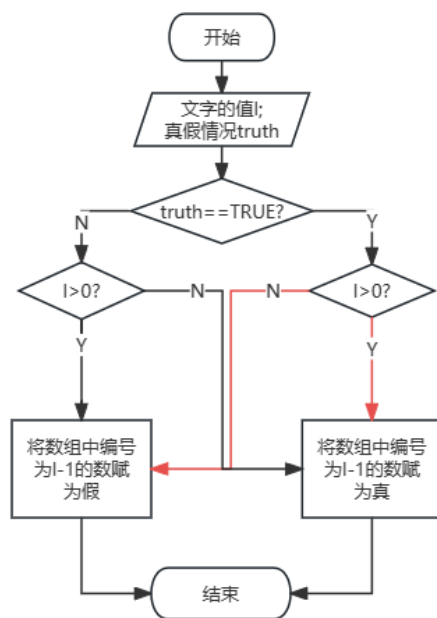 开始
文字的值l;
真假情况truth
truth==TRUE?
N
Y
l>0?
N
N
l>0?
Y
Y
将数组中编号
为l-1的数赋
为假
将数组中编号
为l-1的数赋
为真
结束